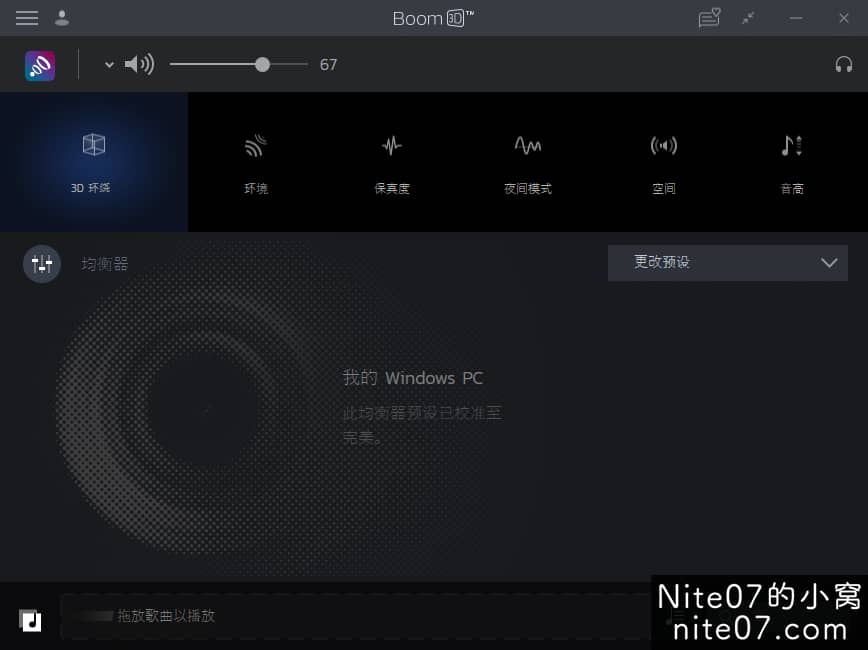 Boom 3D™
67
3D 环绕
环境
保真度
夜间模式
空间
音高
均衡器
更改预设
我的 Windows PC
此均衡器预设已校准至
完美。
拖放歌曲以播放
Nite07的小窝
nite07.com